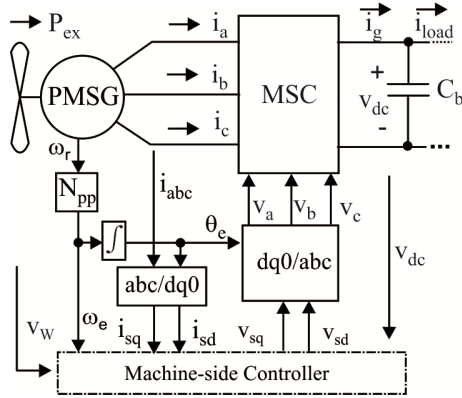 P_ex
i_a
i_g
i_load
PMSG
i_b
MSC
+
v_dc
C_b
-
i_c
ω_r
N_pp
i_abc
v_a
v_b
v_c
∫
θ_e
dq0/abc
v_dc
abc/dq0
v_W
ω_e
i_sq
i_sd
v_sq
v_sd
Machine-side Controller